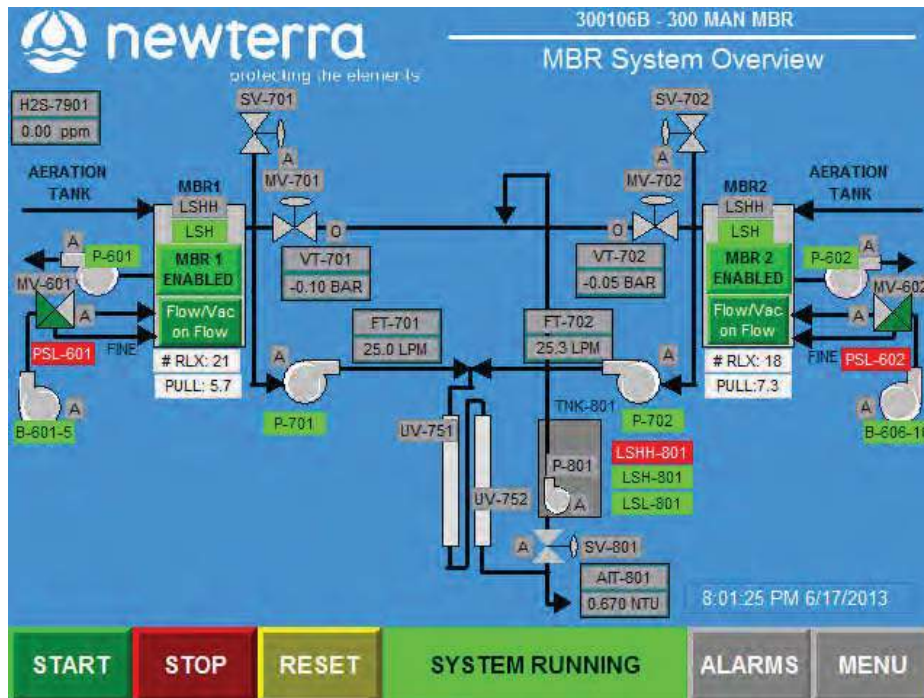 newterra
protecting the elements
300106B - 300 MAN MBR
MBR System Overview
H2S-7901
0.00 ppm
SV-701
A
SV-702
A
AERATION
TANK
MBR1
LSHH
LSH
MBR 1
ENABLED
Flow/Vac
on Flow
# RLX: 21
PULL: 5.7
MV-701
O
VT-701
-0.10 BAR
MV-702
O
VT-702
-0.05 BAR
MBR2
LSHH
LSH
MBR 2
ENABLED
Flow/Vac
on Flow
# RLX: 18
PULL:7.3
AERATION
TANK
A
P-601
MV-601
A
PSL-601
FINE
A
B-601-5
A
P-602
MV-602
A
FINE
PSL-602
A
FT-701
25.0 LPM
FT-702
25.3 LPM
A
P-701
A
P-702
UV-751
UV-752
TNK-801
P-801
A
LSHH-801
LSH-801
LSL-801
A
SV-801
AIT-801
0.670 NTU
8:01:25 PM 6/17/2013
START
STOP
RESET
SYSTEM RUNNING
ALARMS
MENU